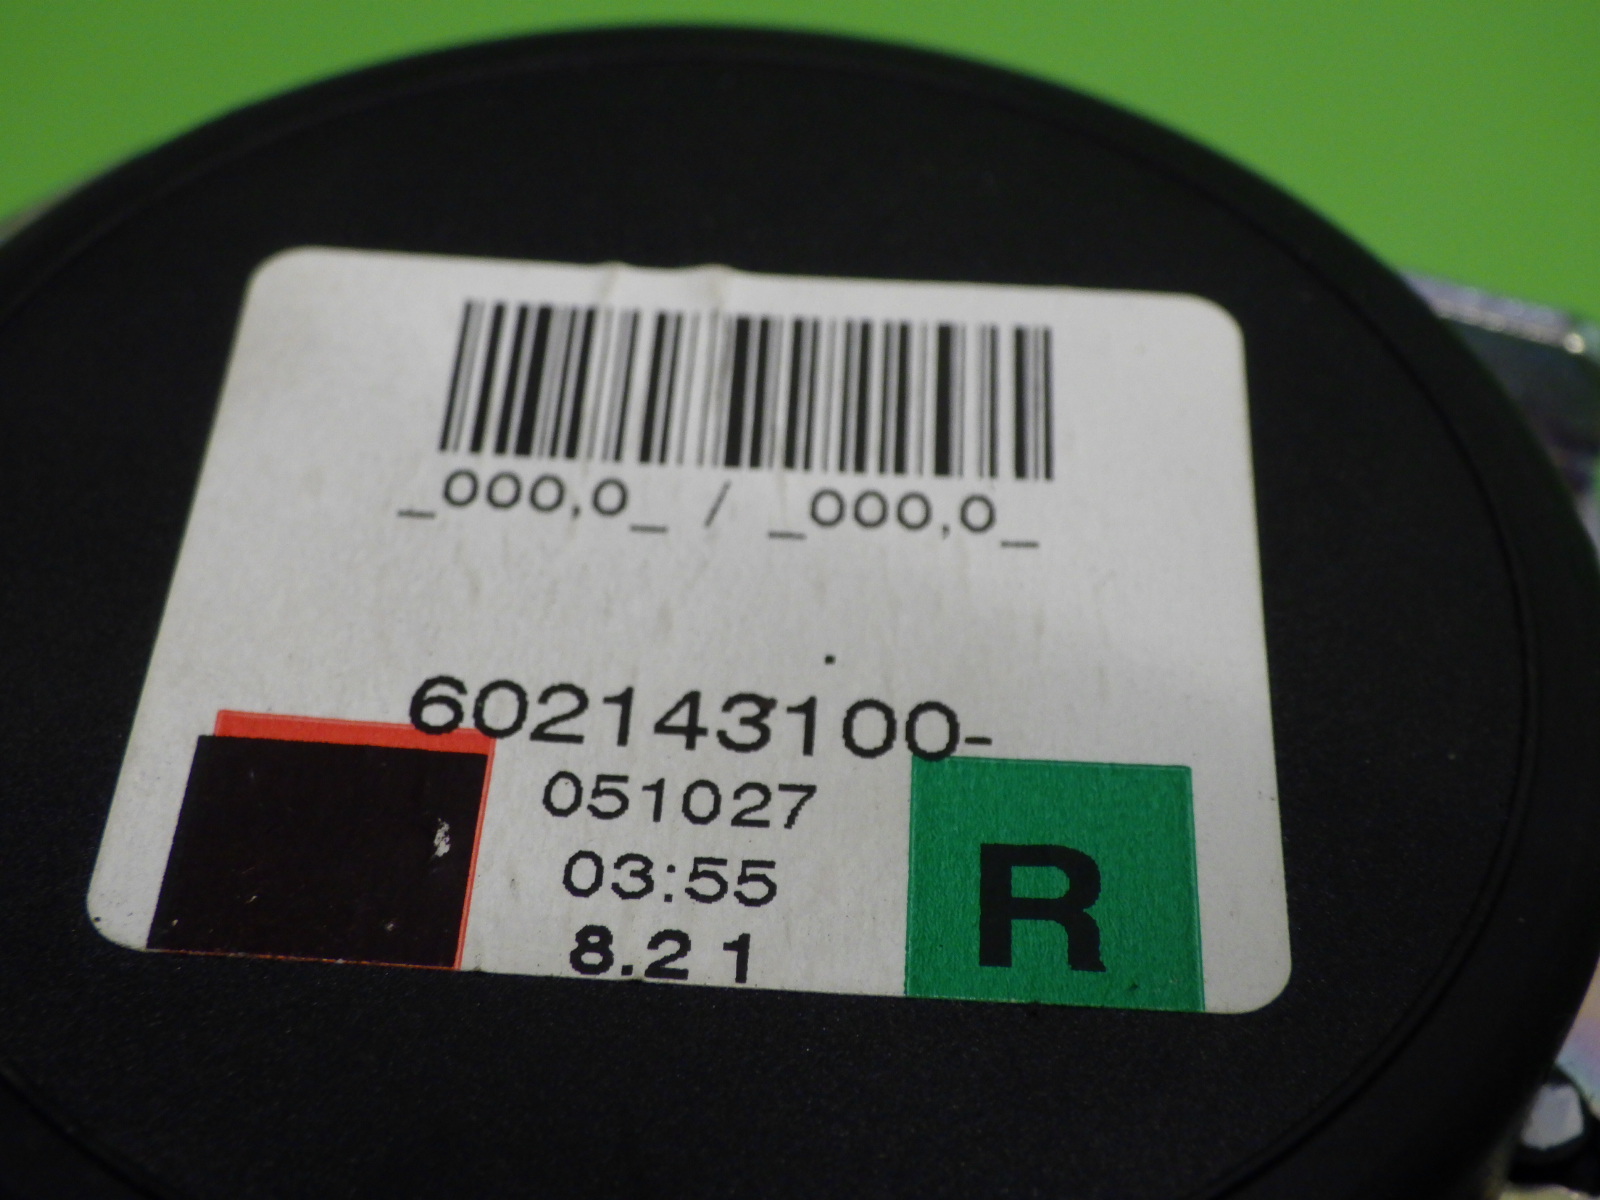 _000,0_ / _000,0_
602143100-
051027
03:55
8.2 1
R